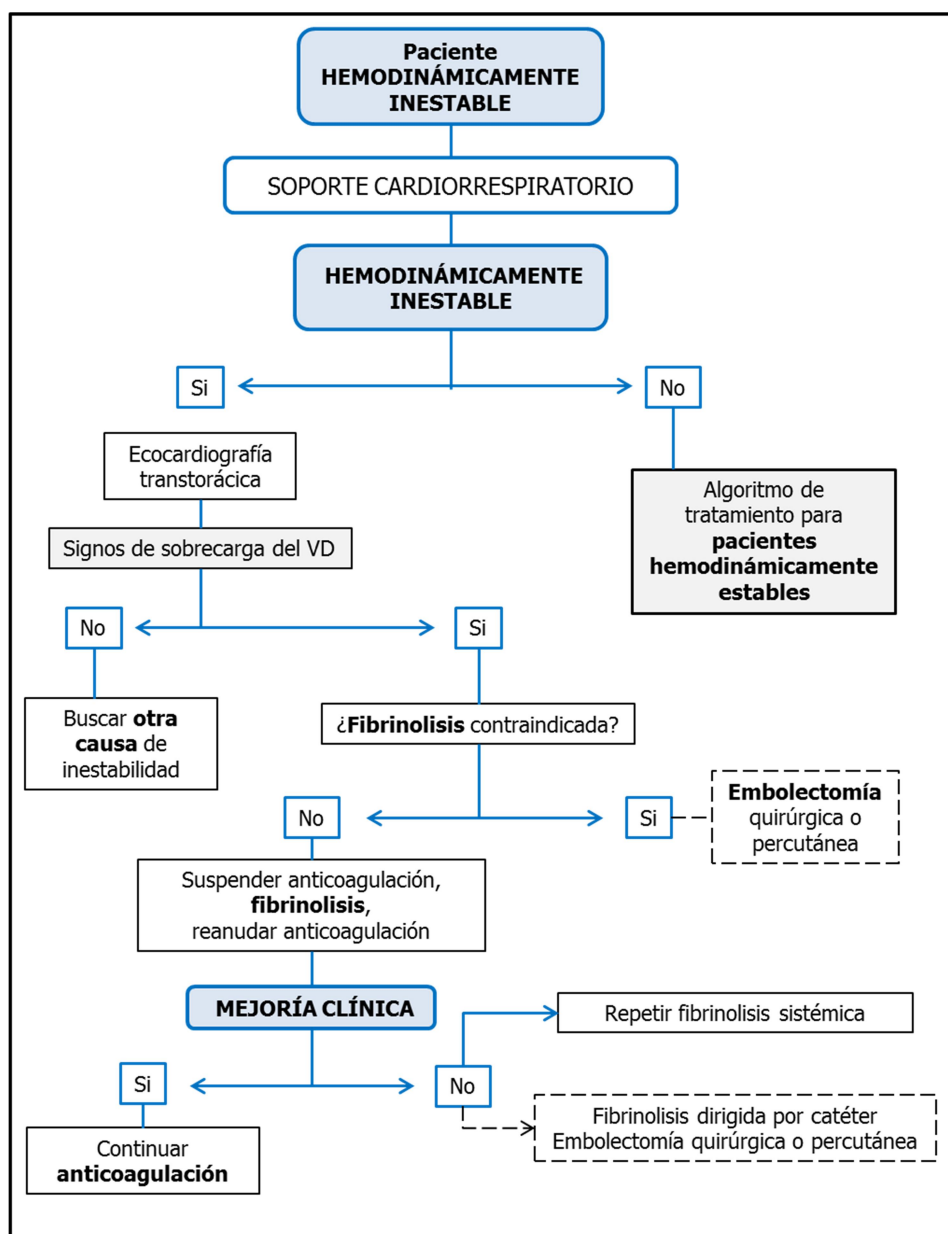 Paciente
HEMODINÁMICAMENTE
INESTABLE
SOPORTE CARDIORRESPIRATORIO
HEMODINÁMICAMENTE
INESTABLE
Si
No
Ecocardiografía
transtorácica
Algoritmo de
tratamiento para
pacientes
hemodinámicamente
estables
Signos de sobrecarga del VD
No
Si
Buscar otra
causa de
inestabilidad
¿Fibrinolisis contraindicada?
No
Si
Embolectomía
quirúrgica o
percutánea
Suspender anticoagulación,
fibrinolisis,
reanudar anticoagulación
MEJORÍA CLÍNICA
Repetir fibrinolisis sistémica
Si
No
Fibrinolisis dirigida por catéter
Embolectomía quirúrgica o percutánea
Continuar
anticoagulación